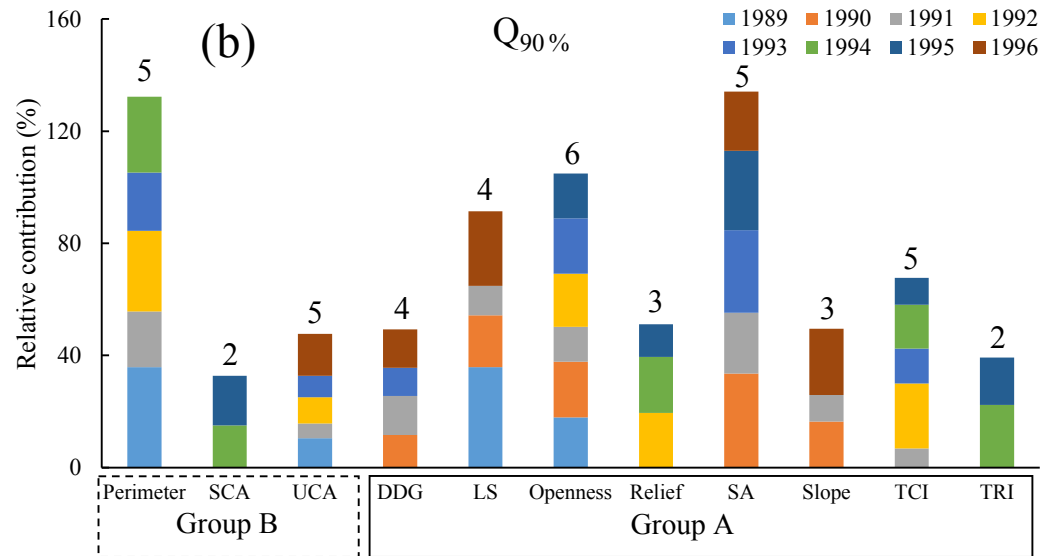 (b)
Q90 %
1989 1990 1991 1992
1993 1994 1995 1996
Relative contribution (%)
160
120
80
40
0
5 2 5 4 4 6 3 5 3 5 2
Perimeter SCA UCA DDG LS Openness Relief SA Slope TCI TRI
Group B Group A